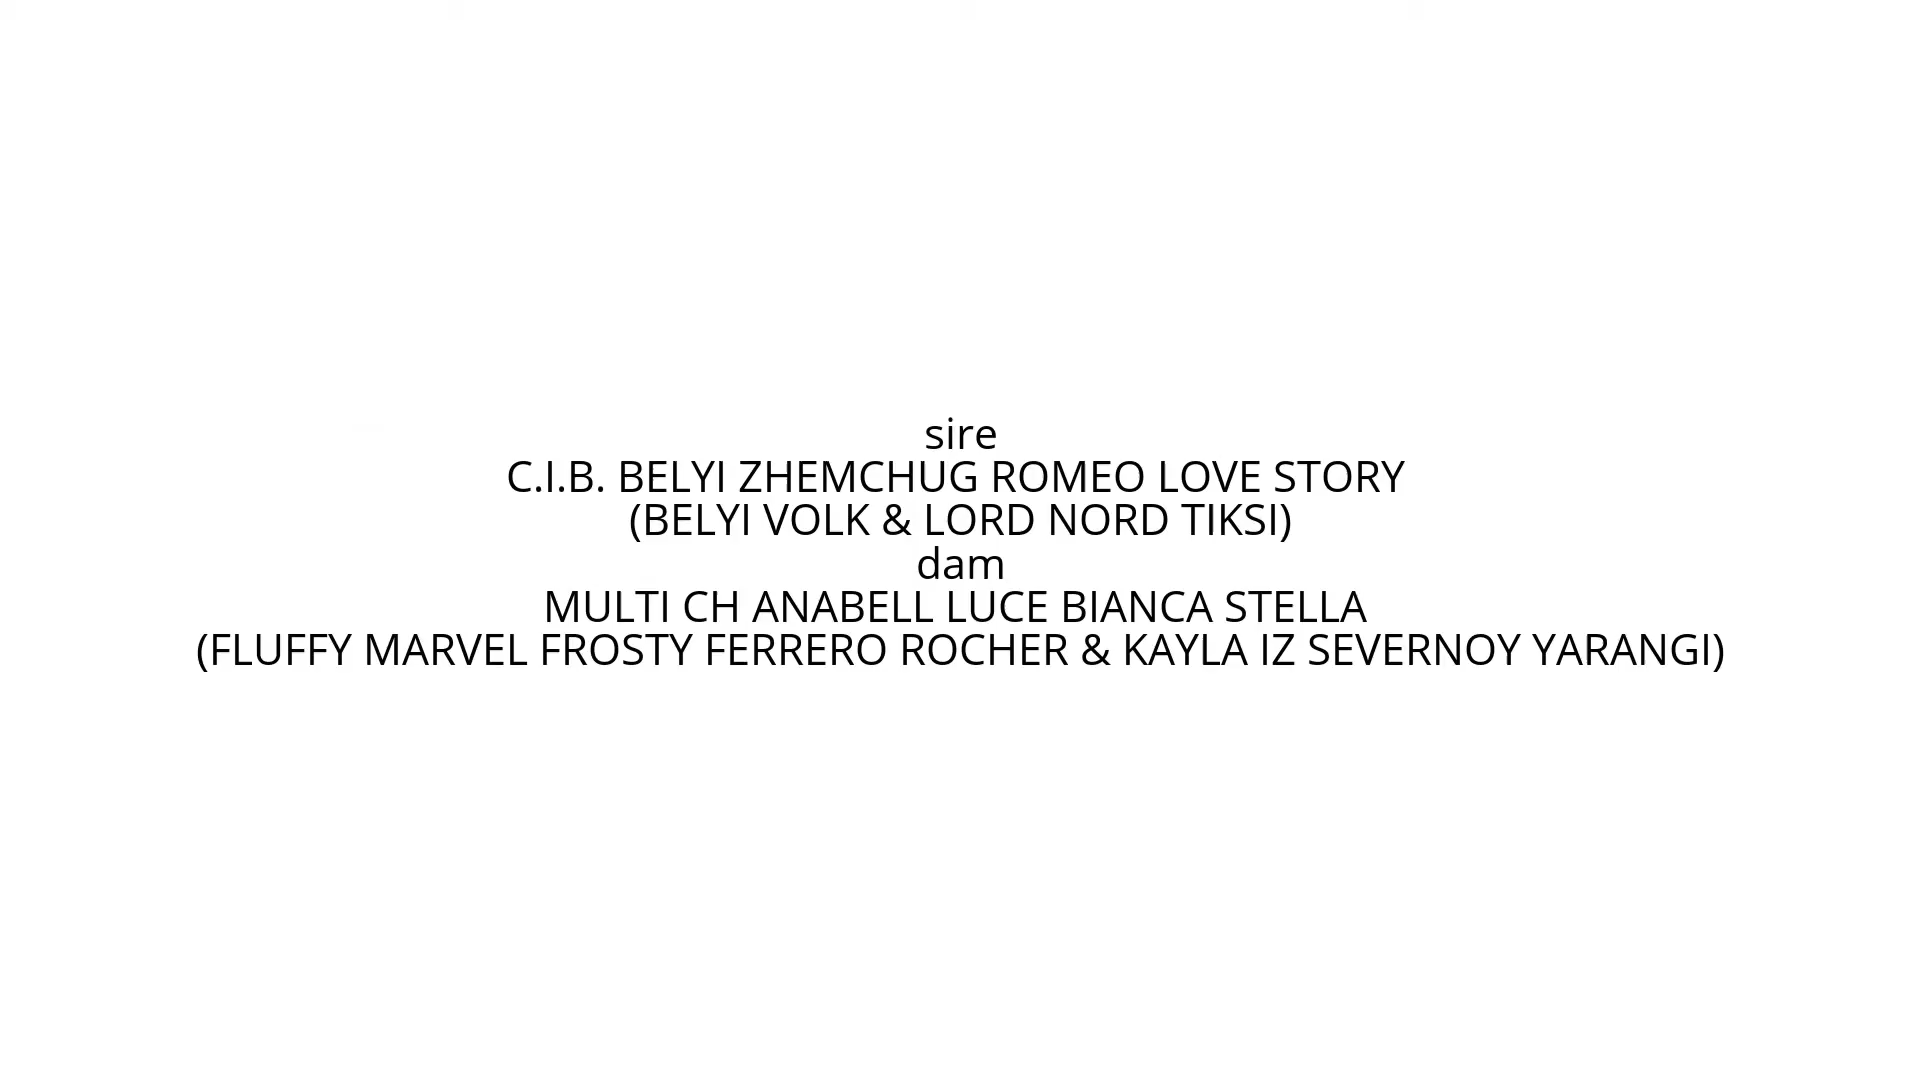 sire
C.I.B. BELYI ZHEMCHUG ROMEO LOVE STORY
(BELYI VOLK & LORD NORD TIKSI)
dam
MULTI CH ANABELL LUCE BIANCA STELLA
(FLUFFY MARVEL FROSTY FERRERO ROCHER & KAYLA IZ SEVERNOY YARANGI)